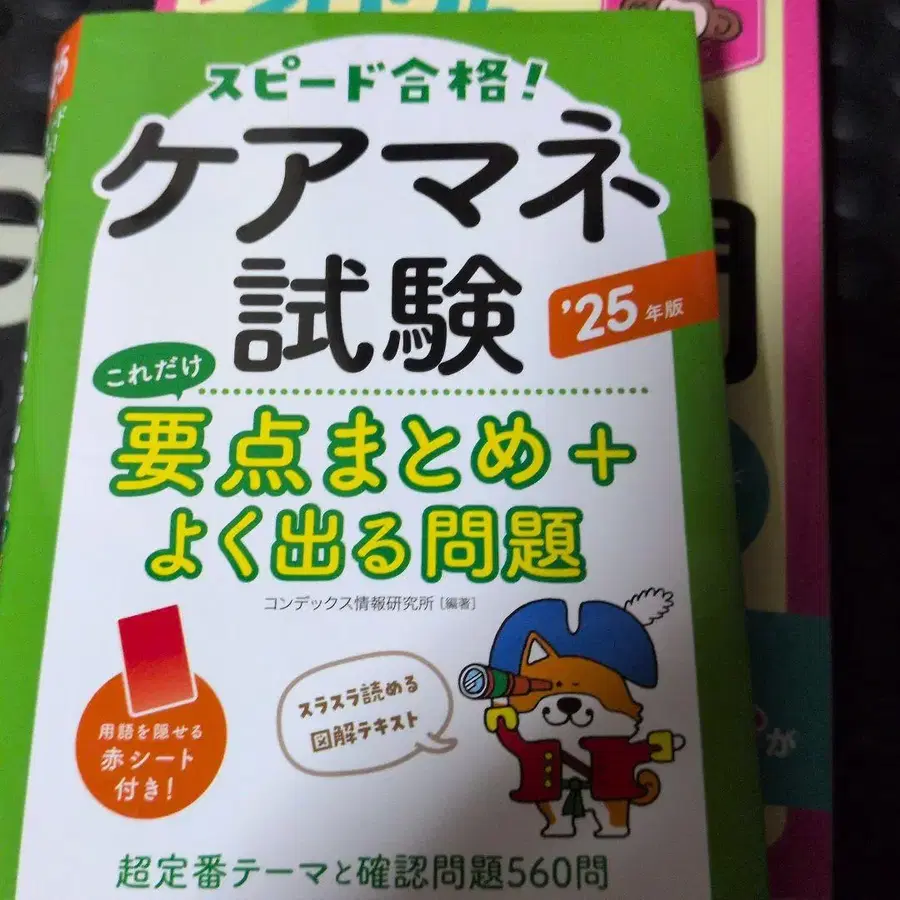 スピード合格!
ケアマネ
試験
'25年版
これだけ
要点まとめ+
よく出る問題
コンデックス情報研究所[編著]
スラスラ読める
図解テキスト
用語を隠せる
赤シート
付き!
超定番テーマと確認問題560問
が